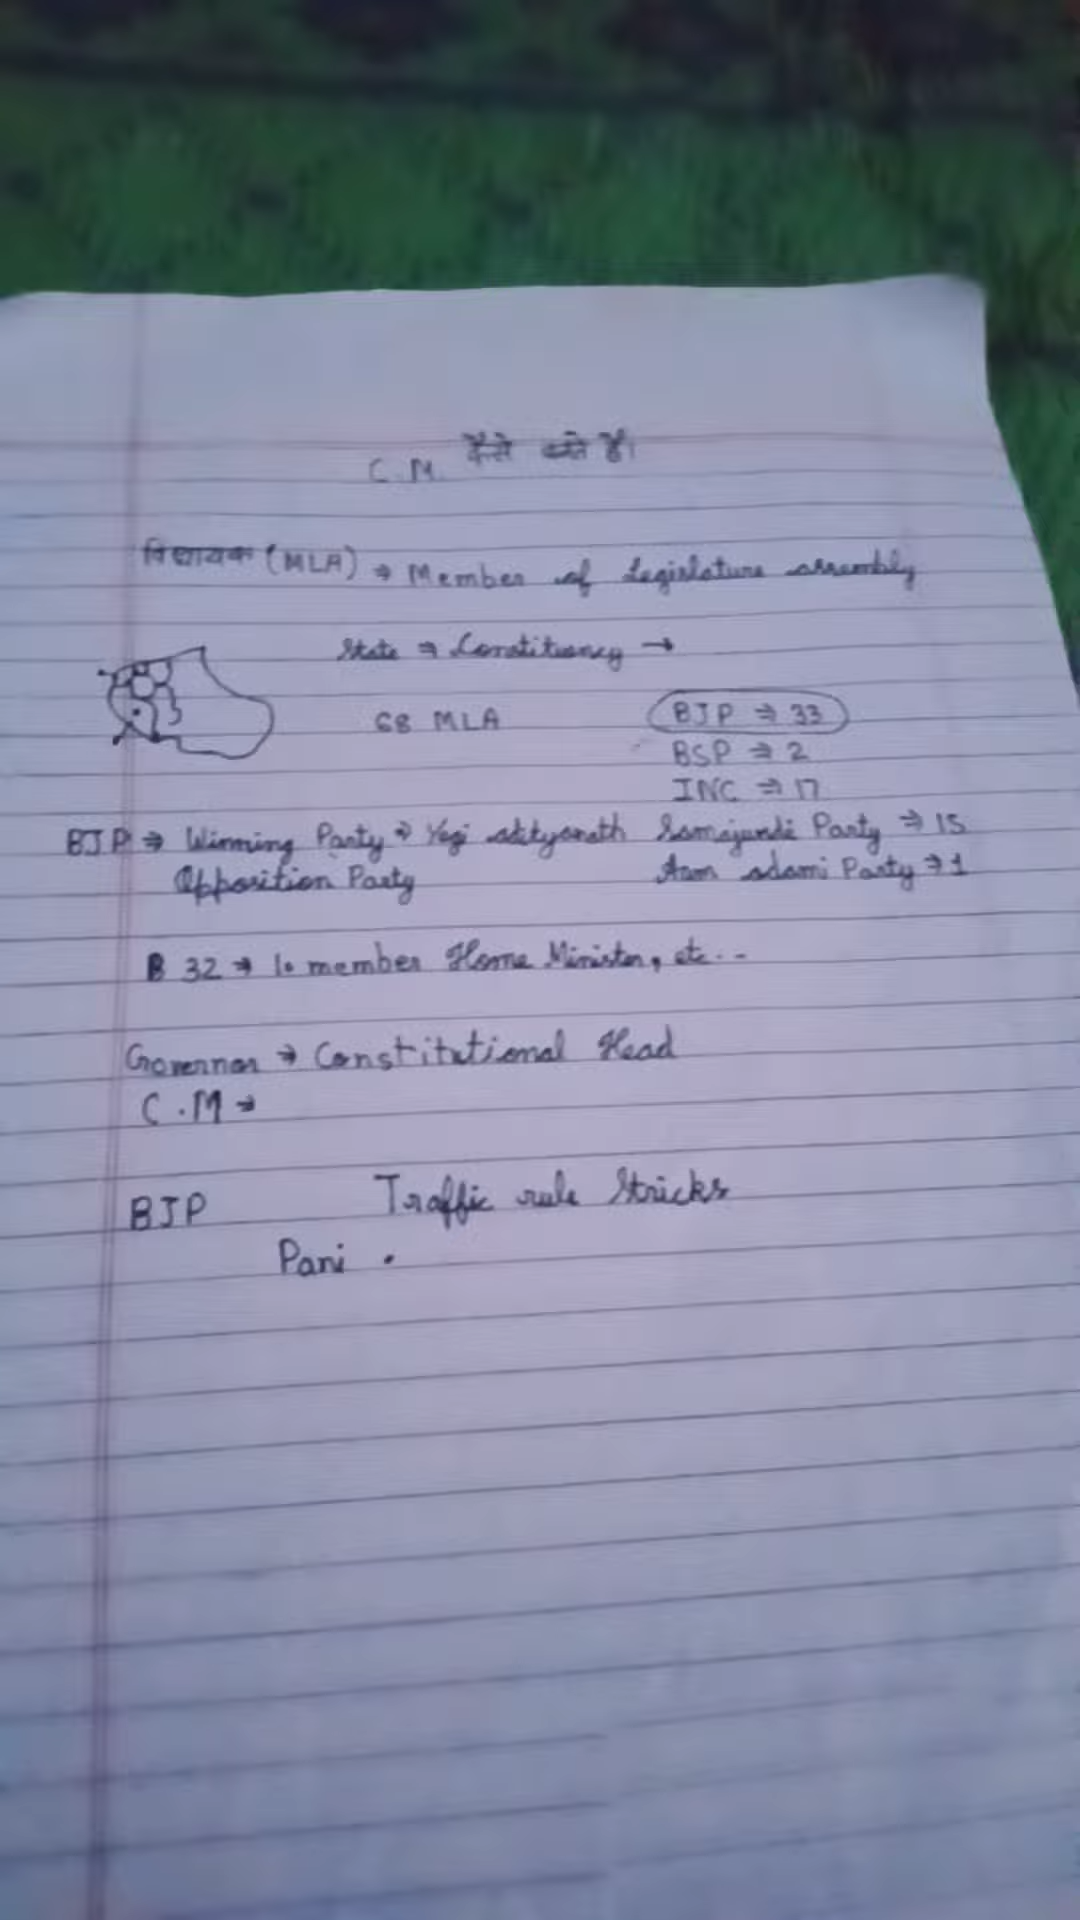 C.M. कैसे बनते हैं।
विधायक (MLA) ⇒ Member of Legislature assembly
State ⇒ Constituency →
68 MLA
BJP ⇒ 33
BSP ⇒ 2
INC ⇒ 17
BJP ⇒ Winning Party ⇒ Yogi adityanath
Samajwadi Party ⇒ 15
Opposition Party
Aam adami Party ⇒ 1
B 32 ⇒ 10 member Home Minister, etc...
Governor ⇒ Constitutional Head
C.M ⇒
BJP Traffic rule Stricks
Pani .